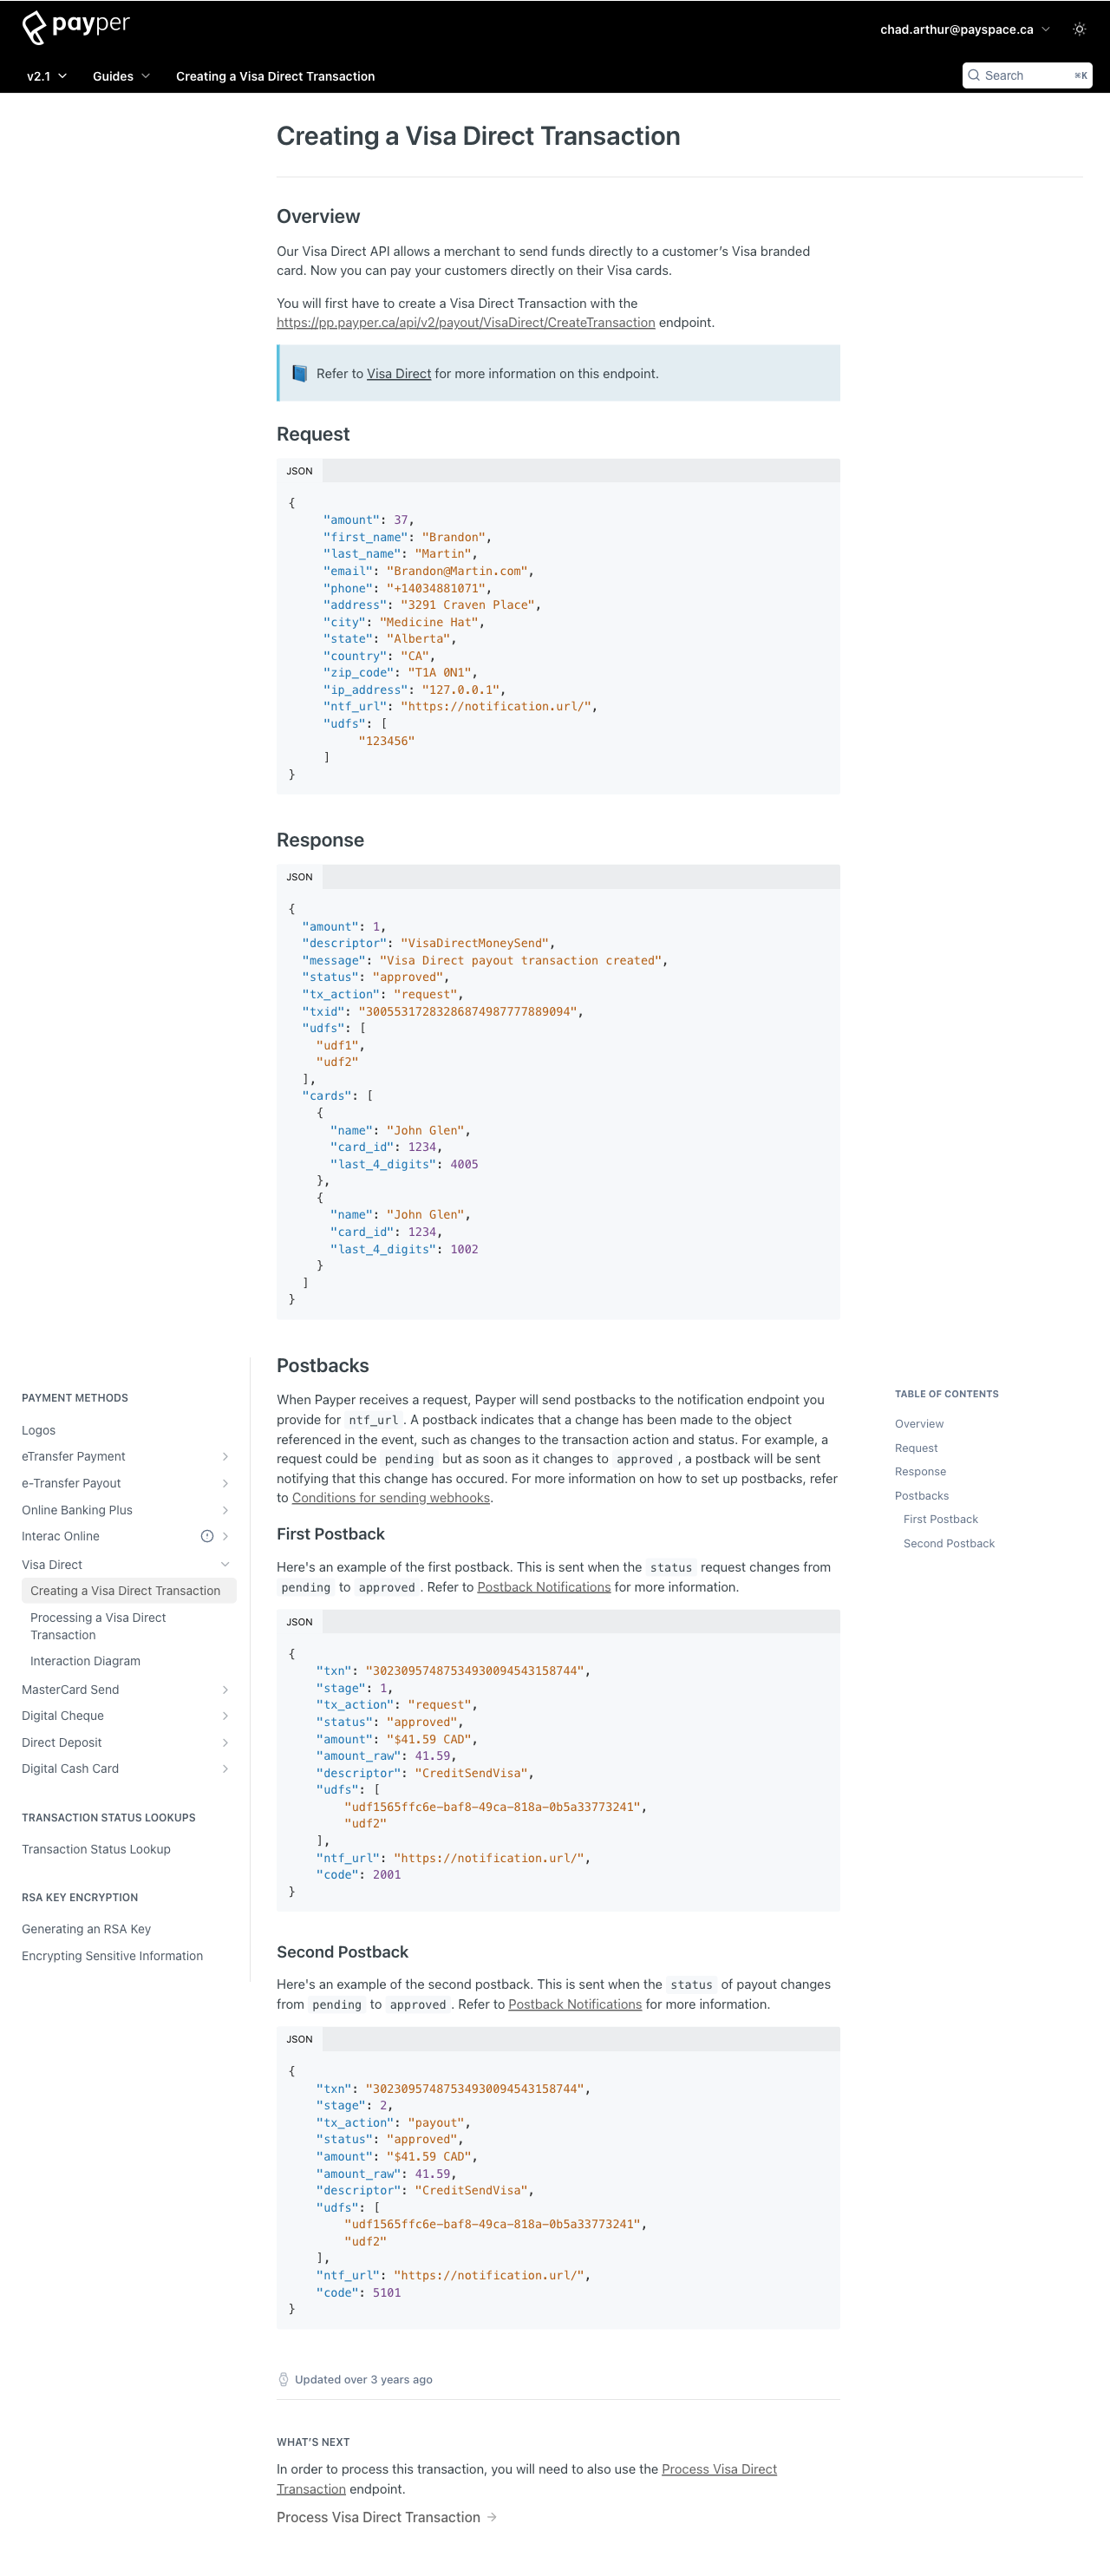 payper
chad.arthur@payspace.ca
v2.1 Guides Creating a Visa Direct Transaction
Search ⌘K
Creating a Visa Direct Transaction
Overview
Our Visa Direct API allows a merchant to send funds directly to a customer’s Visa branded
card. Now you can pay your customers directly on their Visa cards.
You will first have to create a Visa Direct Transaction with the
https://pp.payper.ca/api/v2/payout/VisaDirect/CreateTransaction endpoint.
Refer to Visa Direct for more information on this endpoint.
Request
JSON
{
"amount": 37,
"first_name": "Brandon",
"last_name": "Martin",
"email": "Brandon@Martin.com",
"phone": "+14034881071",
"address": "3291 Craven Place",
"city": "Medicine Hat",
"state": "Alberta",
"country": "CA",
"zip_code": "T1A 0N1",
"ip_address": "127.0.0.1",
"ntf_url": "https://notification.url/",
"udfs": [
"123456"
]
}
Response
JSON
{
"amount": 1,
"descriptor": "VisaDirectMoneySend",
"message": "Visa Direct payout transaction created",
"status": "approved",
"tx_action": "request",
"txid": "30055317283286874987777889094",
"udfs": [
"udf1",
"udf2"
],
"cards": [
{
"name": "John Glen",
"card_id": 1234,
"last_4_digits": 4005
},
{
"name": "John Glen",
"card_id": 1234,
"last_4_digits": 1002
}
]
}
PAYMENT METHODS
Logos
eTransfer Payment
e-Transfer Payout
Online Banking Plus
Interac Online
Visa Direct
Creating a Visa Direct Transaction
Processing a Visa Direct
Transaction
Interaction Diagram
MasterCard Send
Digital Cheque
Direct Deposit
Digital Cash Card
TRANSACTION STATUS LOOKUPS
Transaction Status Lookup
RSA KEY ENCRYPTION
Generating an RSA Key
Encrypting Sensitive Information
Postbacks
When Payper receives a request, Payper will send postbacks to the notification endpoint you
provide for ntf_url. A postback indicates that a change has been made to the object
referenced in the event, such as changes to the transaction action and status. For example, a
request could be pending but as soon as it changes to approved, a postback will be sent
notifying that this change has occured. For more information on how to set up postbacks, refer
to Conditions for sending webhooks.
First Postback
Here's an example of the first postback. This is sent when the status request changes from
pending to approved. Refer to Postback Notifications for more information.
JSON
{
"txn": "30230957487534930094543158744",
"stage": 1,
"tx_action": "request",
"status": "approved",
"amount": "$41.59 CAD",
"amount_raw": 41.59,
"descriptor": "CreditSendVisa",
"udfs": [
"udf1565ffc6e-baf8-49ca-818a-0b5a33773241",
"udf2"
],
"ntf_url": "https://notification.url/",
"code": 2001
}
Second Postback
Here's an example of the second postback. This is sent when the status of payout changes
from pending to approved. Refer to Postback Notifications for more information.
JSON
{
"txn": "30230957487534930094543158744",
"stage": 2,
"tx_action": "payout",
"status": "approved",
"amount": "$41.59 CAD",
"amount_raw": 41.59,
"descriptor": "CreditSendVisa",
"udfs": [
"udf1565ffc6e-baf8-49ca-818a-0b5a33773241",
"udf2"
],
"ntf_url": "https://notification.url/",
"code": 5101
}
Updated over 3 years ago
WHAT’S NEXT
In order to process this transaction, you will need to also use the Process Visa Direct
Transaction endpoint.
Process Visa Direct Transaction →
TABLE OF CONTENTS
Overview
Request
Response
Postbacks
First Postback
Second Postback